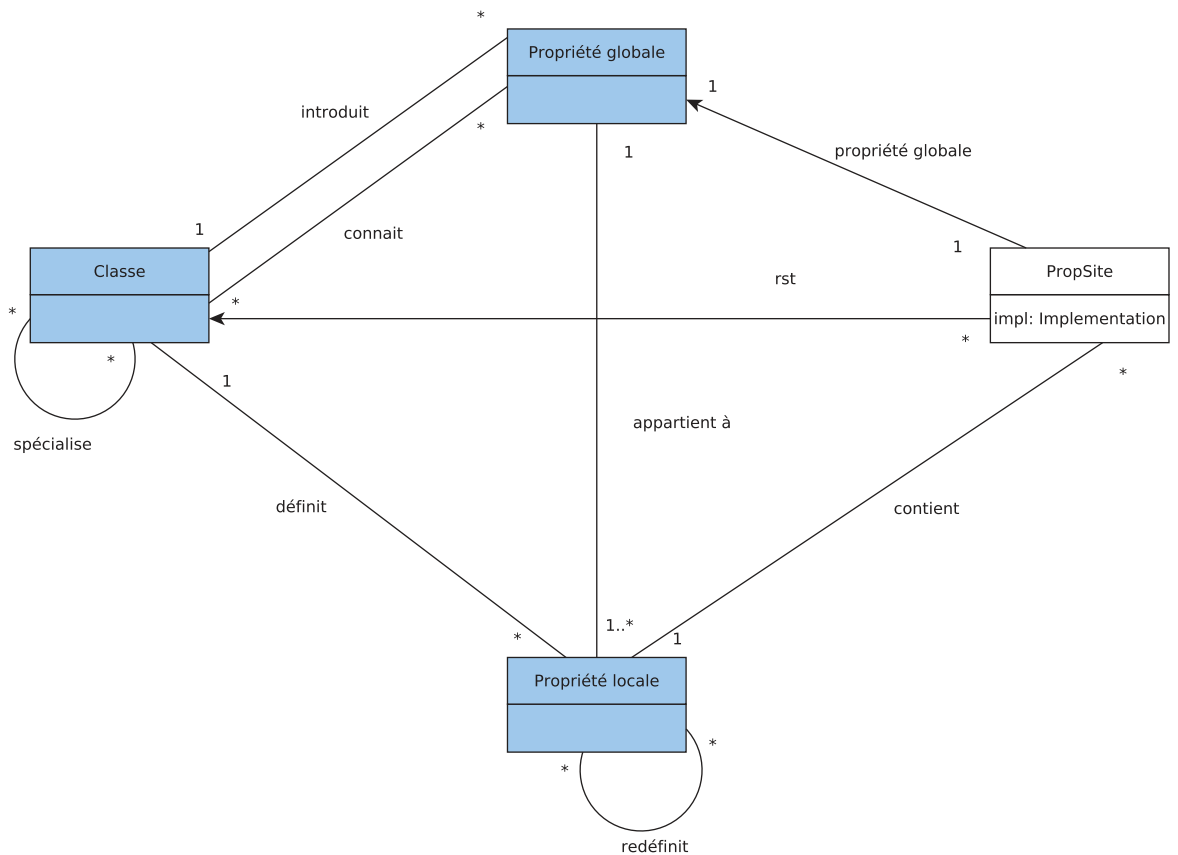 *
Propriété globale
1
introduit
*
propriété globale
1
1
connait
1
Classe
PropSite
rst
*
*
impl: Implementation
*
*
*
1
appartient à
spécialise
définit
contient
1..*
*
1
Propriété locale
*
*
redéfinit